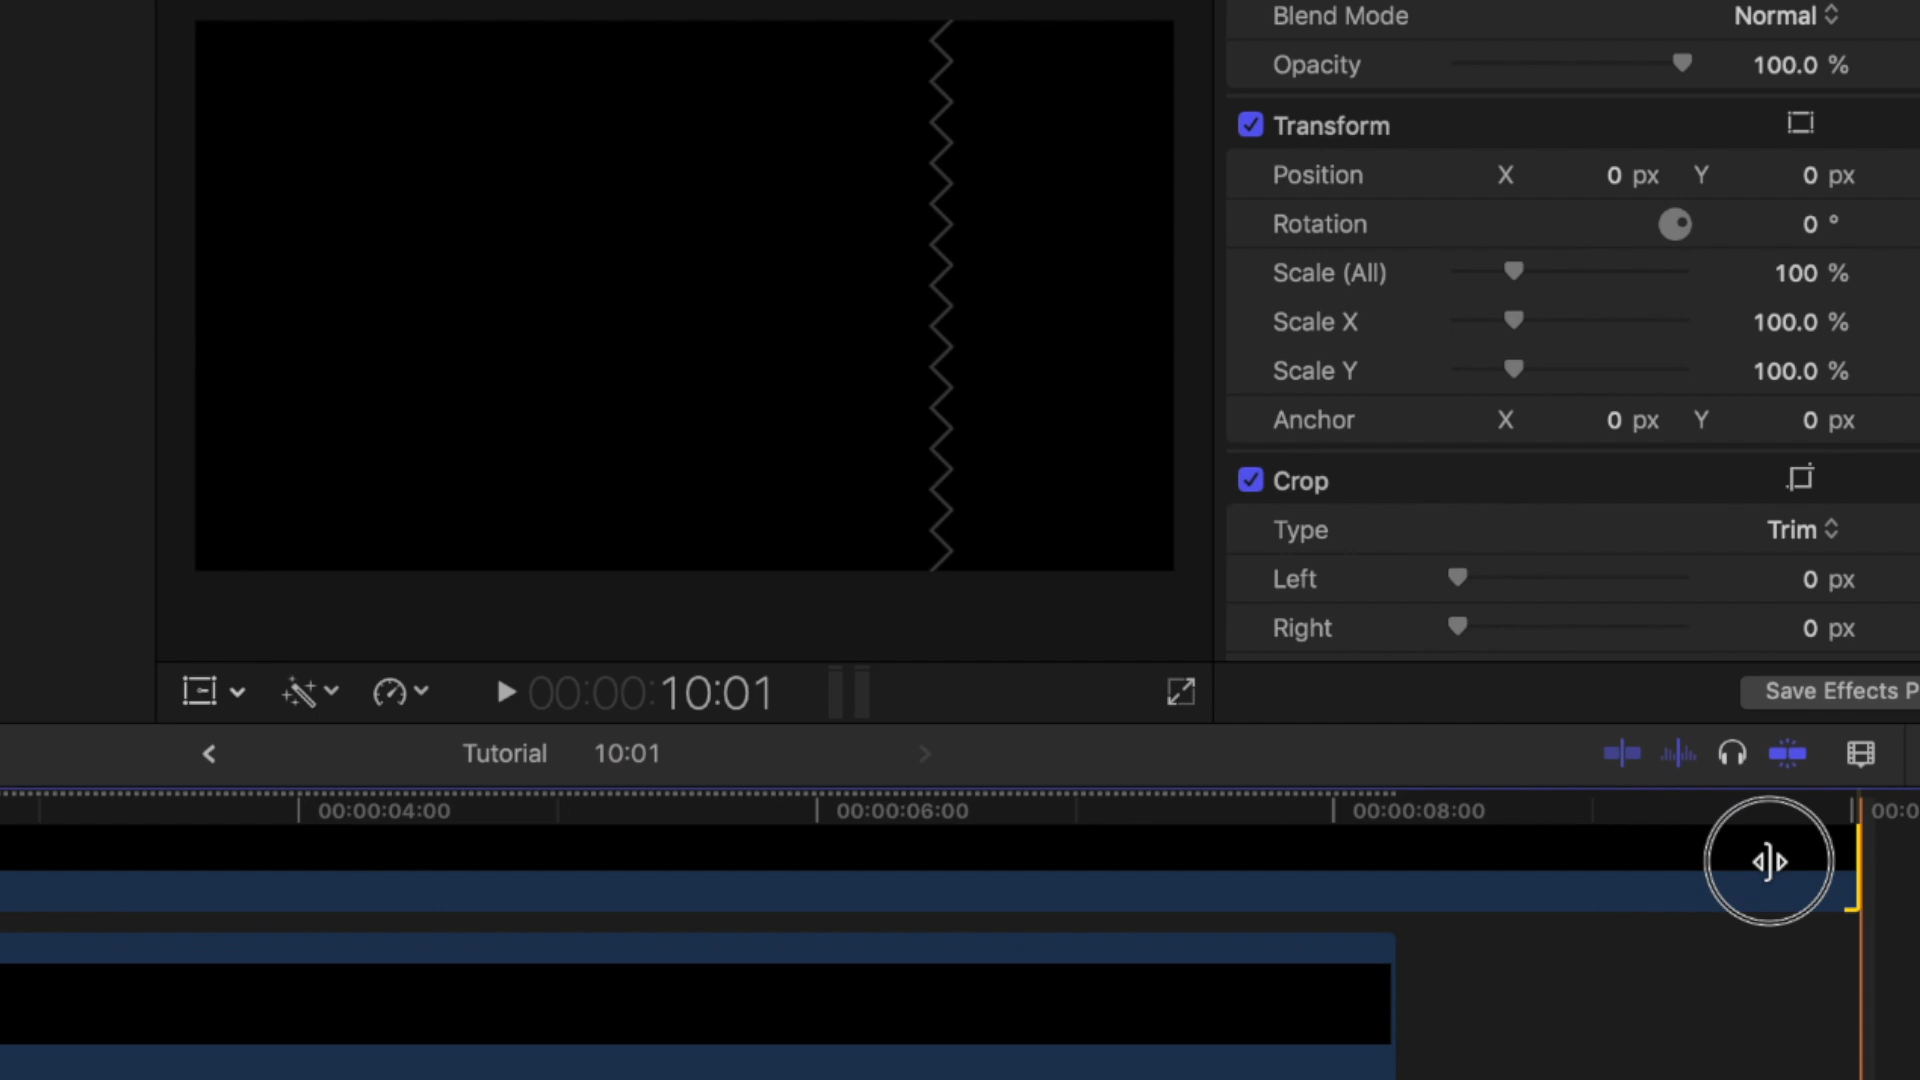 Blend Mode Normal
Opacity 100.0 %
Transform
Position X 0 px Y 0 px
Rotation 0 °
Scale (All) 100 %
Scale X 100.0 %
Scale Y 100.0 %
Anchor X 0 px Y 0 px
Crop
Type Trim
Left 0 px
Right 0 px
00:00:10:01
Save Effects P
Tutorial 10:01
00:00:04:00 00:00:06:00 00:00:08:00 00:0